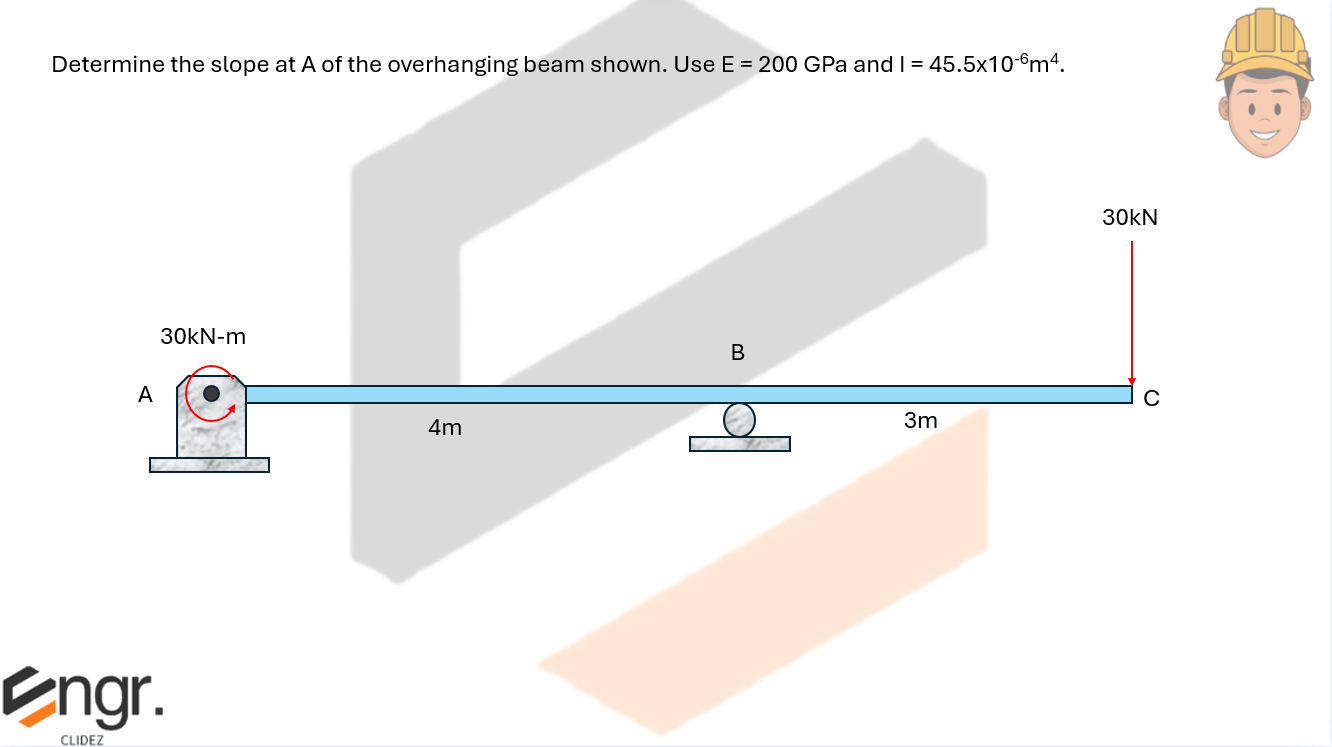 Determine the slope at A of the overhanging beam shown. Use E = 200 GPa and I = 45.5x10⁻⁶m⁴.
30kN
30kN-m
B
A
C
4m
3m
Engr.
CLIDEZ